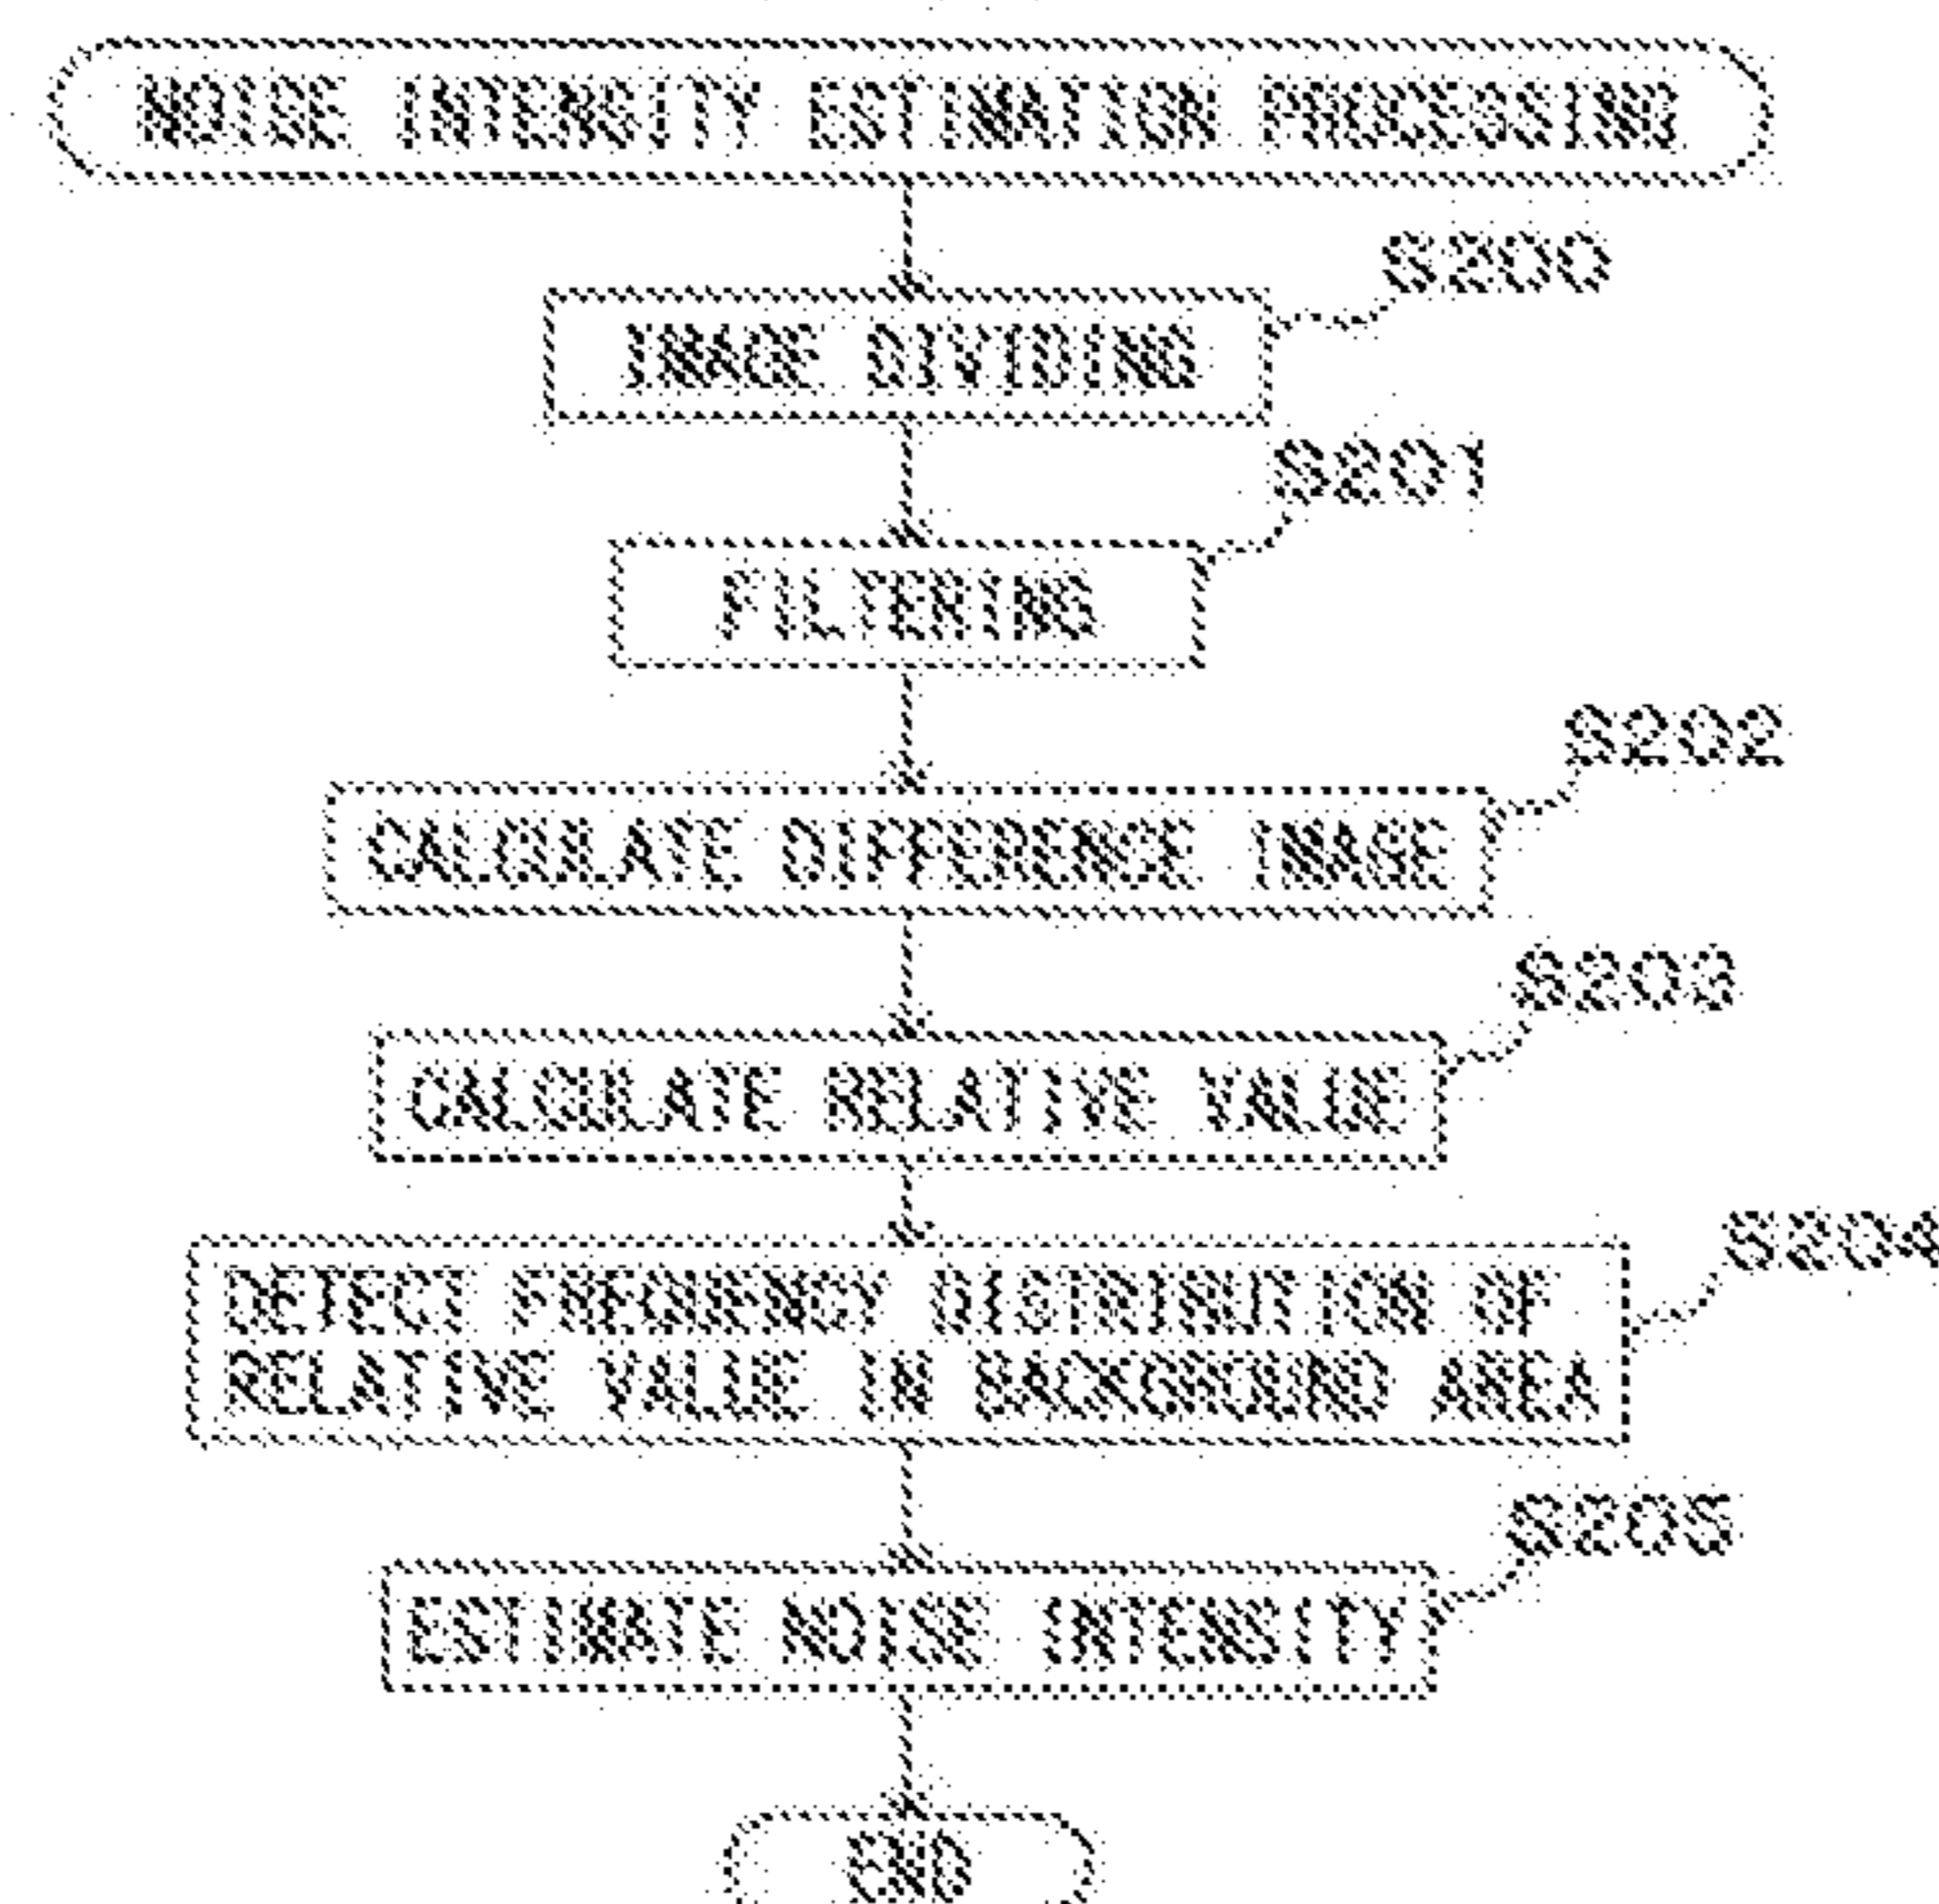 NOISE INTENSITY ESTIMATION PROCESSING
S200
IMAGE DIVIDING
S201
FILTERING
S202
CALCULATE DIFFERENCE IMAGE
S203
CALCULATE RELATIVE VALUE
S204
DETECT FREQUENCY DISTRIBUTION OF
RELATIVE VALUE IN BACKGROUND AREA
S205
ESTIMATE NOISE INTENSITY
END